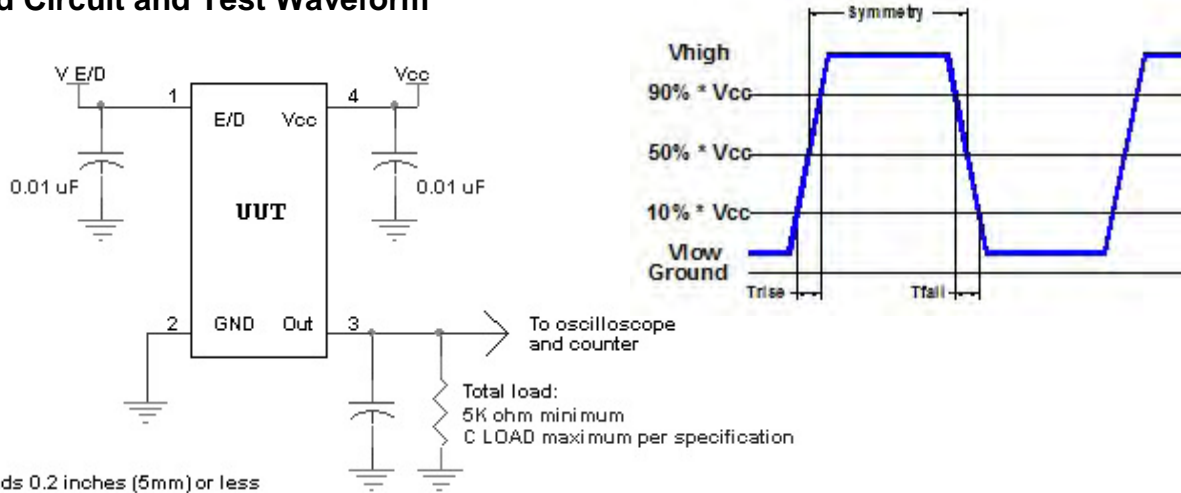 d Circuit and Test Waveform
V E/D
Vcc
1
4
E/D Vcc
0.01 uF
0.01 uF
UUT
2
GND Out
3
To oscilloscope
and counter
Total load:
5K ohm minimum
C LOAD maximum per specification
ds 0.2 inches (5mm) or less
Symmetry
Vhigh
90% * Vcc
50% * Vcc
10% * Vcc
Vlow
Ground
Trise
Tfall